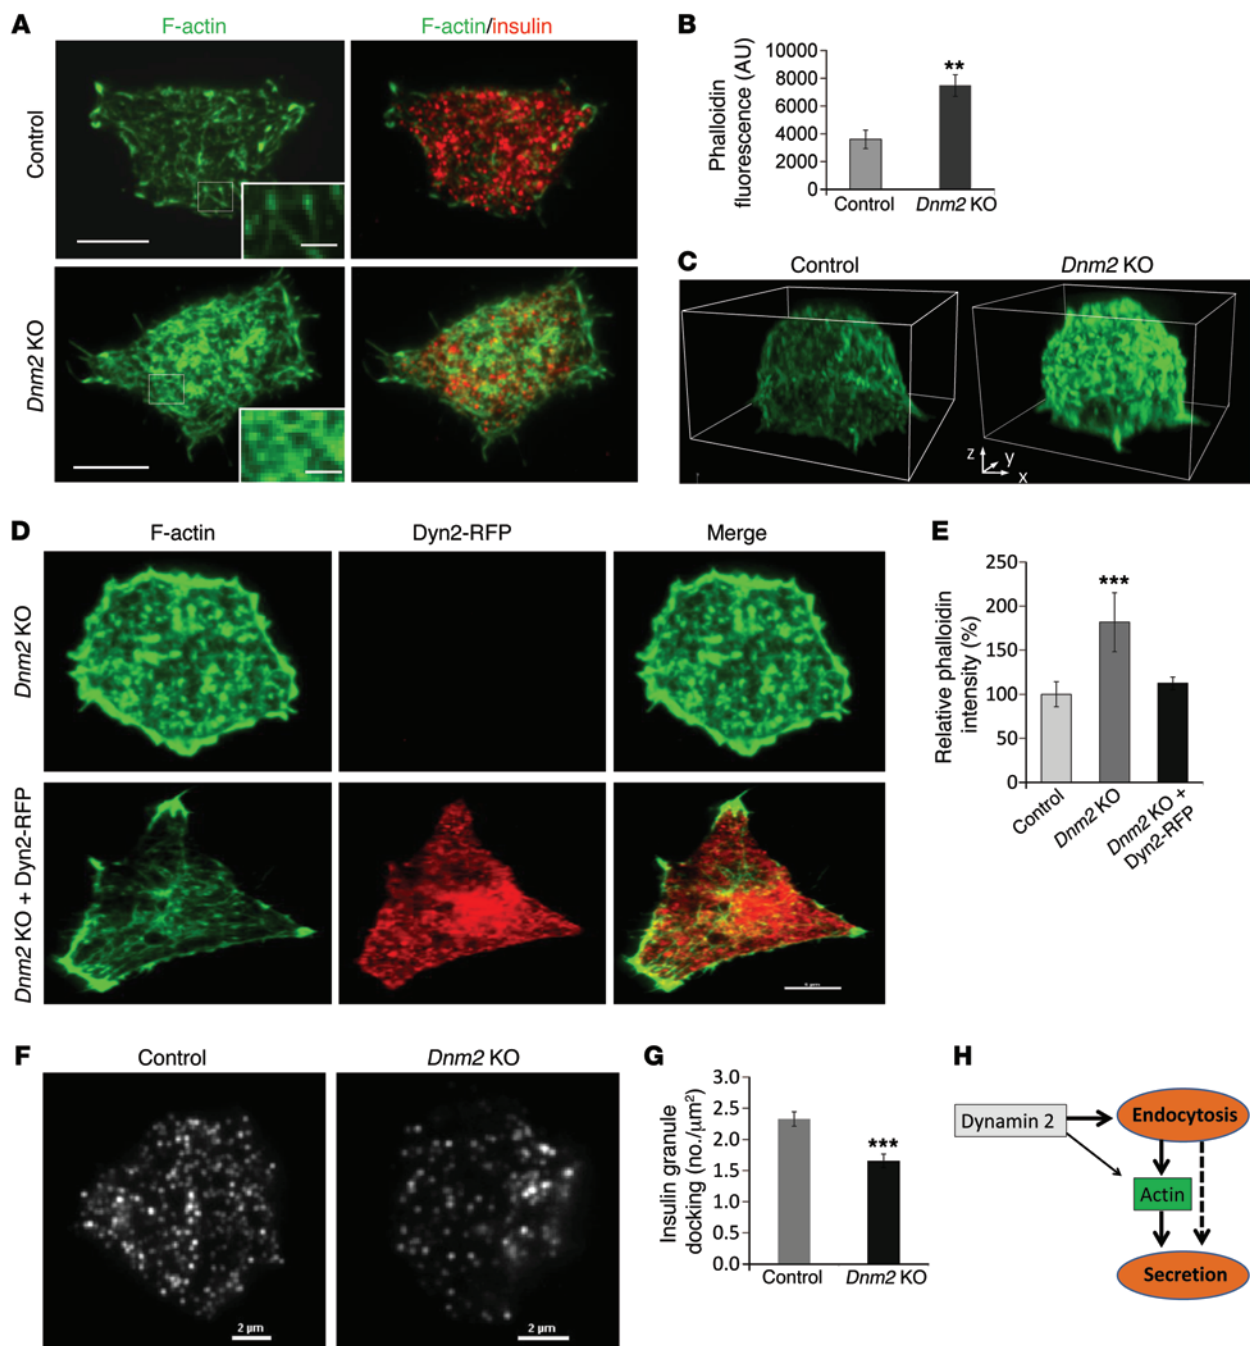 A
F-actin
F-actin/insulin
Control
Dnm2 KO
B
Phalloidin
fluorescence (AU)
10000
8000
6000
4000
2000
0
**
Control
Dnm2 KO
C
Control
Dnm2 KO
z
y
x
D
F-actin
Dyn2-RFP
Merge
Dnm2 KO
Dnm2 KO + Dyn2-RFP
E
Relative phalloidin
intensity (%)
250
200
150
100
50
0
***
Control
Dnm2 KO
Dnm2 KO +
Dyn2-RFP
F
Control
Dnm2 KO
2 μm
2 μm
G
Insulin granule
docking (no./μm²)
3.0
2.5
2.0
1.5
1.0
0.5
0.0
***
Control
Dnm2 KO
H
Dynamin 2
Endocytosis
Actin
Secretion